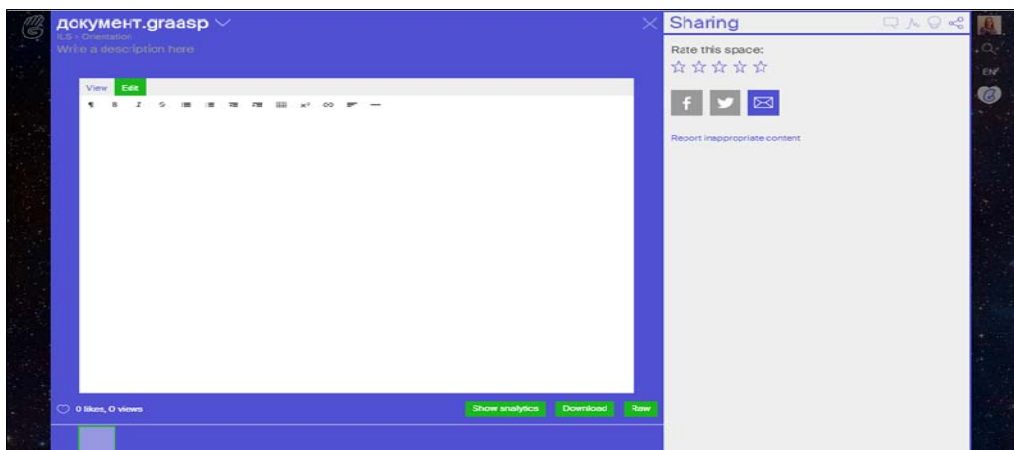 документ.graasp
ILS › Orientation
Write a description here
View Edit
0 likes, 0 views
Show analytics Download Raw
Sharing
Rate this space:
Report inappropriate content
EN